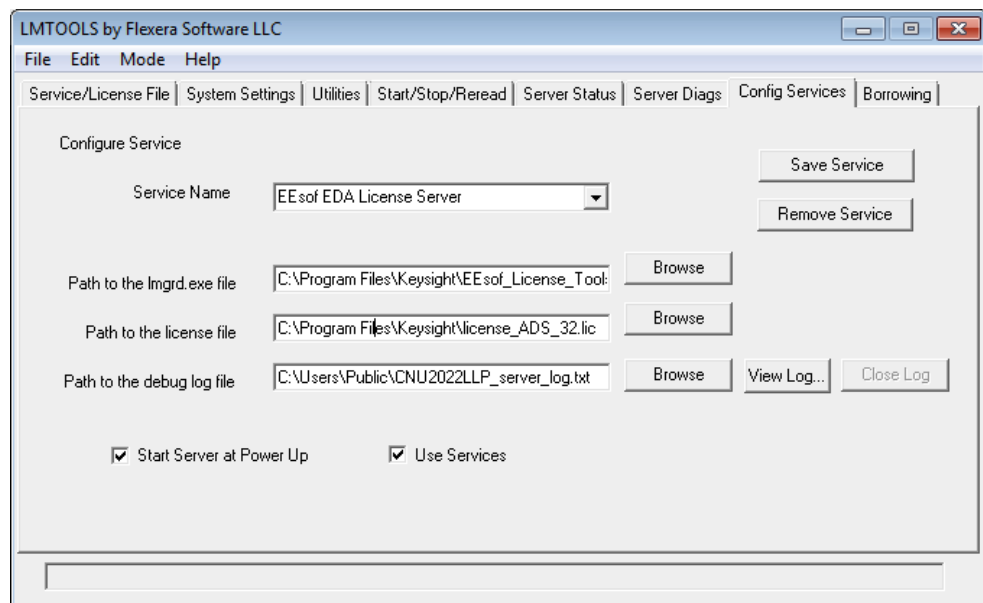 LMTOOLS by Flexera Software LLC
File Edit Mode Help
Service/License File System Settings Utilities Start/Stop/Reread Server Status Server Diags Config Services Borrowing
Configure Service
Save Service
Service Name EEsof EDA License Server
Remove Service
Path to the lmgrd.exe file C:\Program Files\Keysight\EEsof_License_Tools Browse
Path to the license file C:\Program Files\Keysight\license_ADS_32.lic Browse
Path to the debug log file C:\Users\Public\CNU2022LLP_server_log.txt Browse View Log... Close Log
Start Server at Power Up Use Services